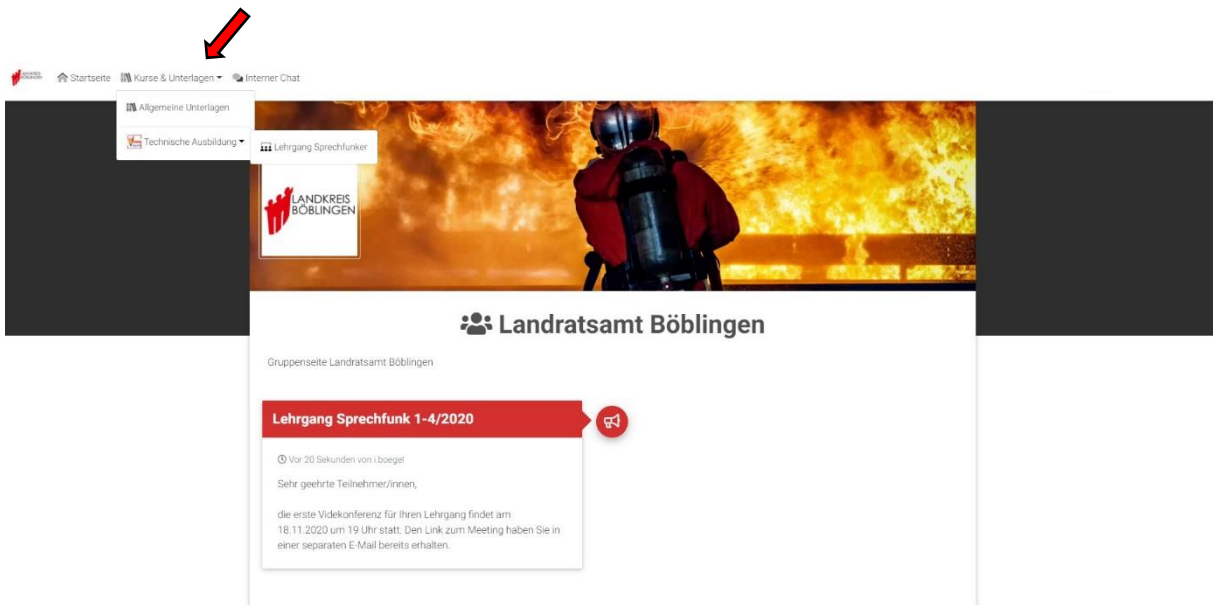 LANDKREIS
BÖBLINGEN
Startseite Kurse & Unterlagen Interner Chat
Allgemeine Unterlagen
Technische Ausbildung
Lehrgang Sprechfunker
LANDKREIS
BÖBLINGEN
Landratsamt Böblingen
Gruppenseite Landratsamt Böblingen
Lehrgang Sprechfunk 1-4/2020
Vor 20 Sekunden von i.boegel
Sehr geehrte Teilnehmer/innen,
die erste Videkonferenz für Ihren Lehrgang findet am
18.11.2020 um 19 Uhr statt. Den Link zum Meeting haben Sie in
einer separaten E-Mail bereits erhalten.